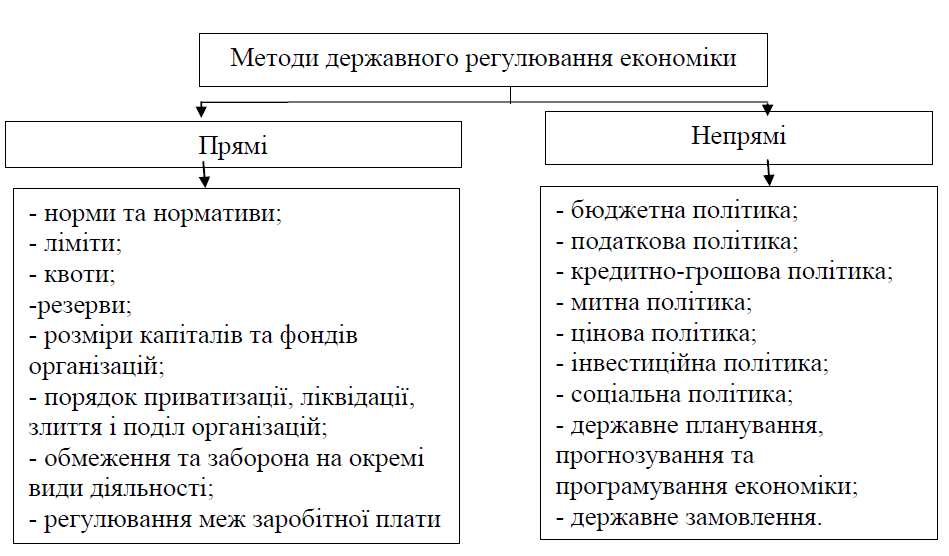 Методи державного регулювання економіки
Прямі
Непрямі
- норми та нормативи;
- ліміти;
- квоти;
-резерви;
- розміри капіталів та фондів
організацій;
- порядок приватизації, ліквідації,
злиття і поділ організацій;
- обмеження та заборона на окремі
види діяльності;
- регулювання меж заробітної плати
- бюджетна політика;
- податкова політика;
- кредитно-грошова політика;
- митна політика;
- цінова політика;
- інвестиційна політика;
- соціальна політика;
- державне планування,
прогнозування та
програмування економіки;
- державне замовлення.